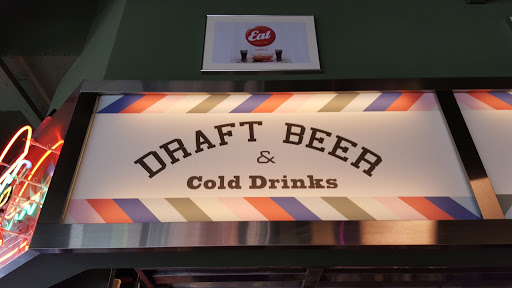 Eat
DRAFT BEER
&
Cold Drinks